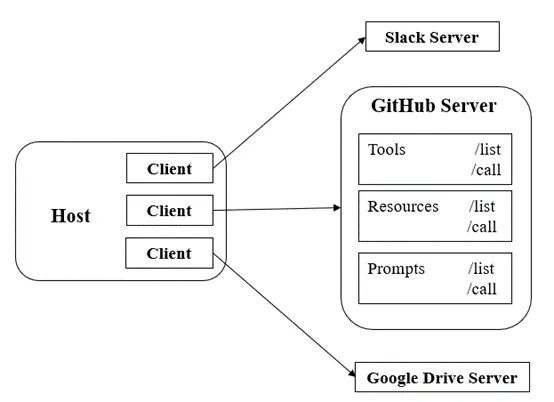 Slack Server
GitHub Server
Tools /list
/call
Resources /list
/call
Prompts /list
/call
Host
Client
Client
Client
Google Drive Server